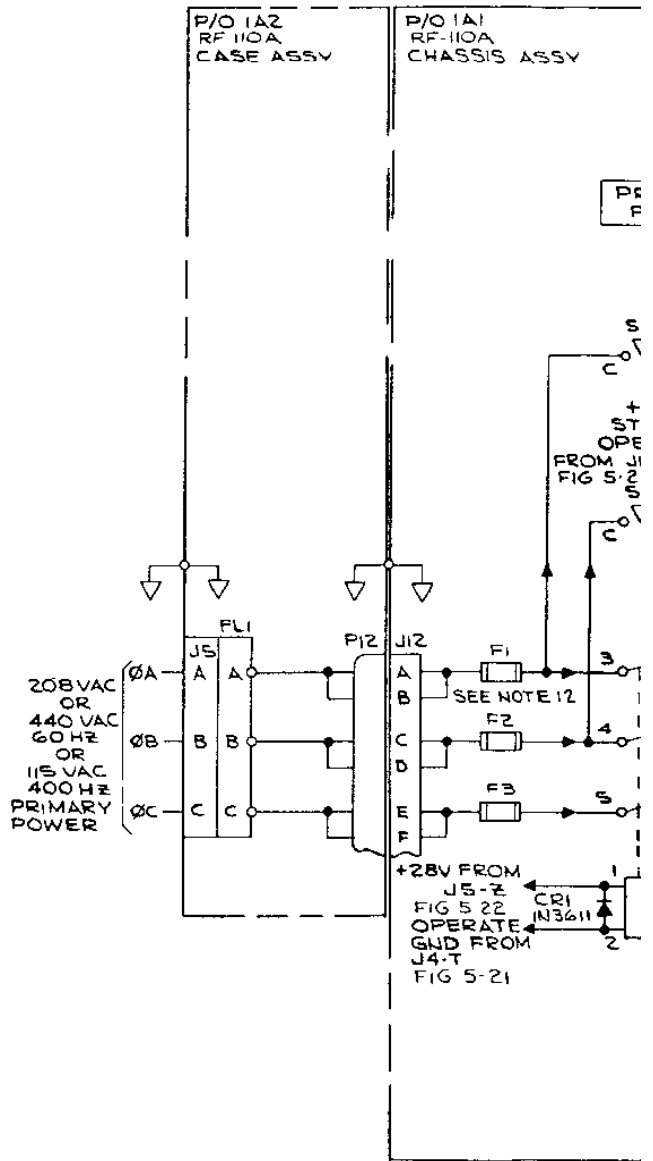 P/O 1A2
RF 110A
CASE ASSY
P/O 1A1
RF-110A
CHASSIS ASSY
C
FROM
FIG 5-2
C
FL1
J5
P12
J12
F1
ØA
A
A
A
3
B
SEE NOTE 12
208 VAC
OR
440 VAC
60 HZ
OR
115 VAC
400 HZ
PRIMARY
POWER
F2
ØB
B
B
C
4
D
F3
ØC
C
C
E
5
F
+28V FROM
J5-Z
FIG 5 22
OPERATE
GND FROM
J4-T
FIG 5-21
CR1
1N3611
1
2